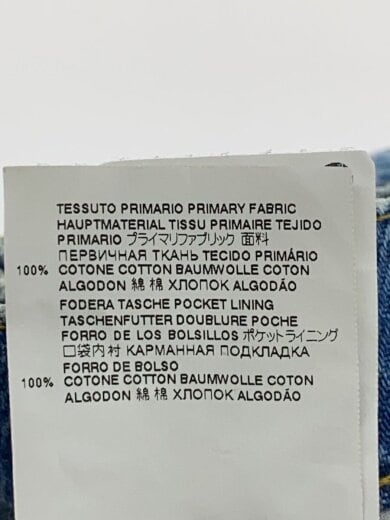 TESSUTO PRIMARIO PRIMARY FABRIC
HAUPTMATERIAL TISSU PRIMAIRE TEJIDO
PRIMARIO プライマリファブリック 面料
ПЕРВИЧНАЯ ТКАНЬ TECIDO PRIMÁRIO
100% COTONE COTTON BAUMWOLLE COTON
ALGODON 綿 棉 ХЛОПОК ALGODÃO
FODERA TASCHE POCKET LINING
TASCHENFUTTER DOUBLURE POCHE
FORRO DE LOS BOLSILLOS ポケットライニング
口袋内衬 КАРМАННАЯ ПОДКЛАДКА
FORRO DE BOLSO
100% COTONE COTTON BAUMWOLLE COTON
ALGODON 綿 棉 ХЛОПОК ALGODÃO